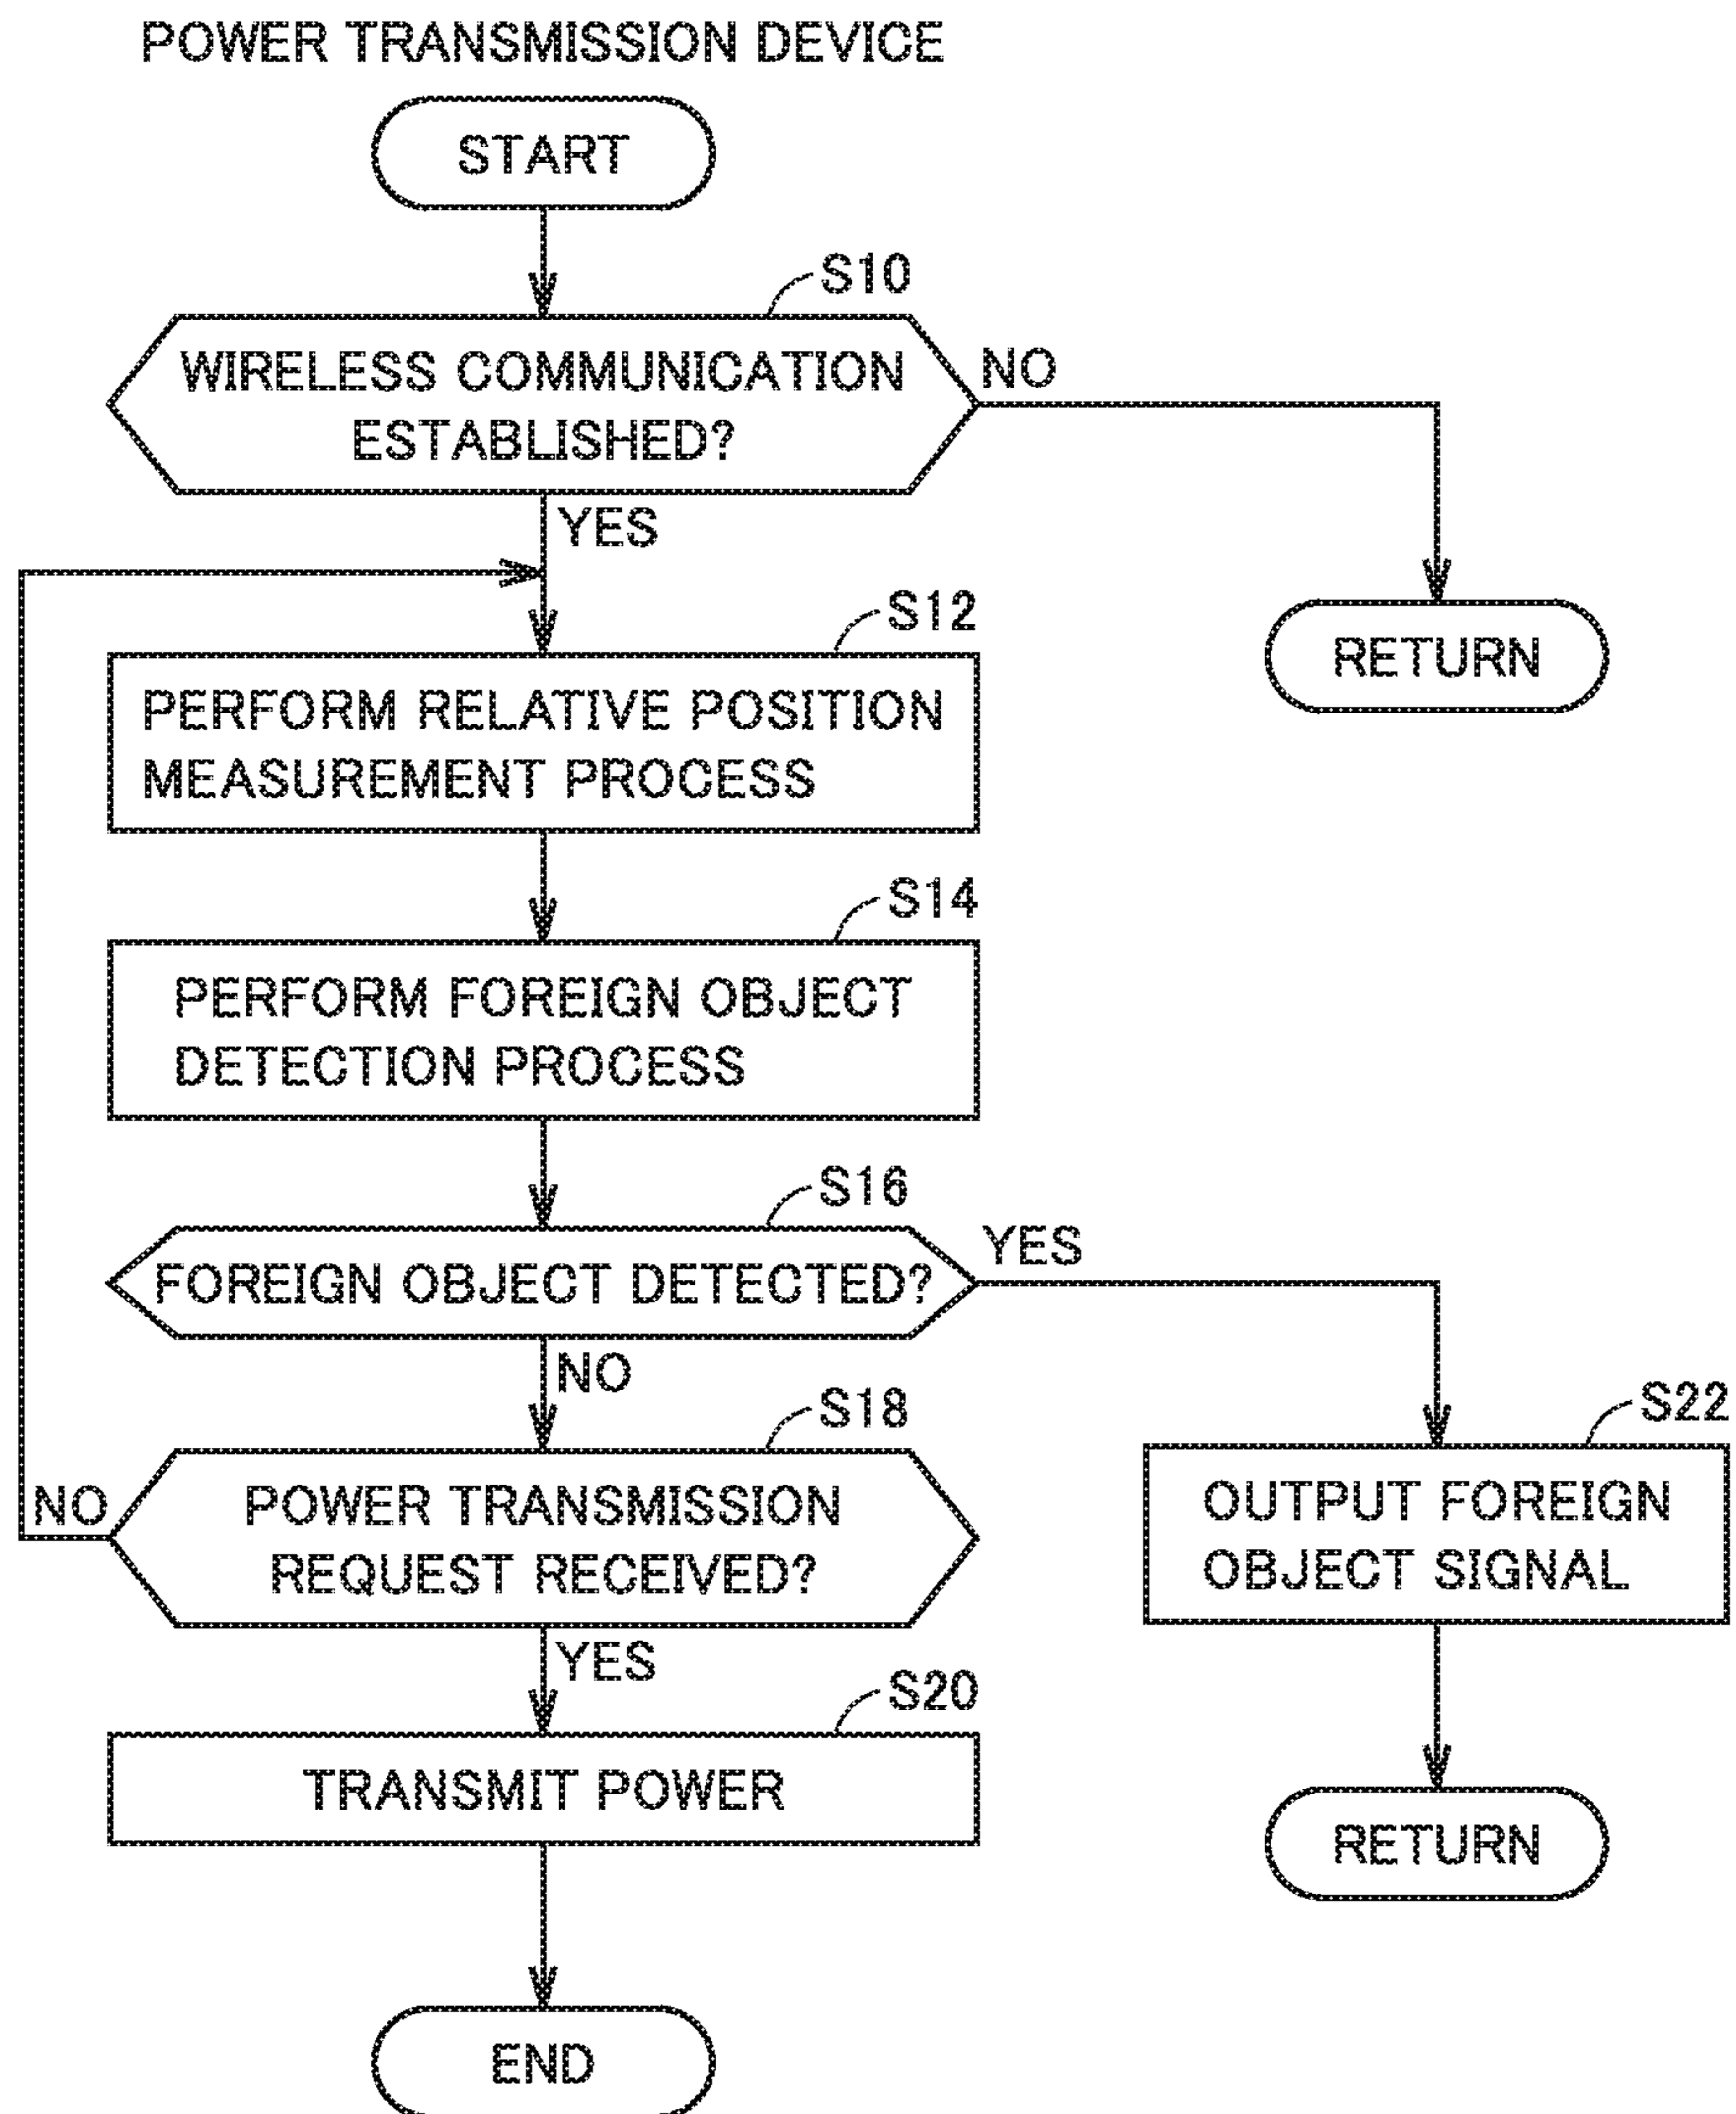 POWER TRANSMISSION DEVICE
START
S10
WIRELESS COMMUNICATION
ESTABLISHED?
NO
YES
RETURN
S12
PERFORM RELATIVE POSITION
MEASUREMENT PROCESS
S14
PERFORM FOREIGN OBJECT
DETECTION PROCESS
S16
FOREIGN OBJECT DETECTED?
YES
NO
S18
POWER TRANSMISSION
REQUEST RECEIVED?
NO
YES
S22
OUTPUT FOREIGN
OBJECT SIGNAL
RETURN
S20
TRANSMIT POWER
END